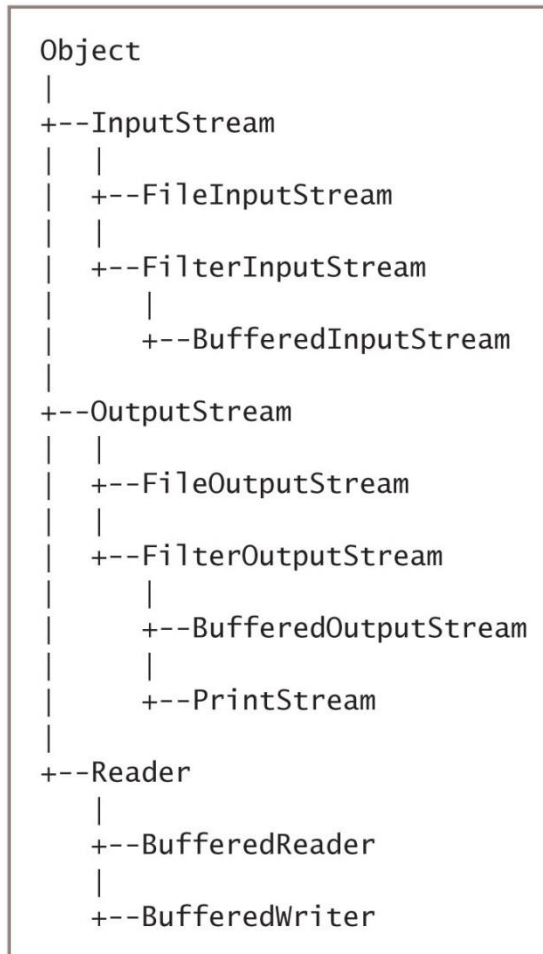 Object
|
+--InputStream
|  |
|  +--FileInputStream
|  |
|  +--FilterInputStream
|     |
|     +--BufferedInputStream
|
+--OutputStream
|  |
|  +--FileOutputStream
|  |
|  +--FilterOutputStream
|     |
|     +--BufferedOutputStream
|     |
|     +--PrintStream
|
+--Reader
   |
   +--BufferedReader
   |
   +--BufferedWriter